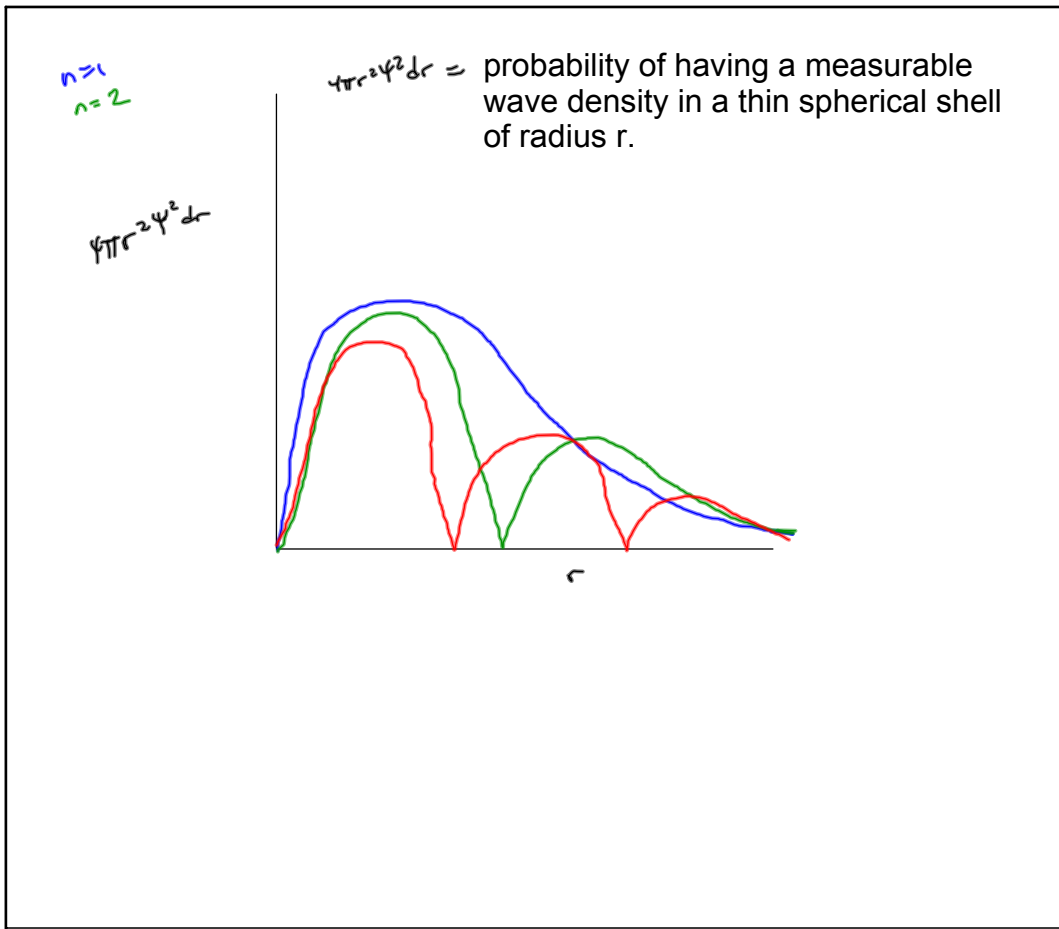 n=1
n=2
4πr²ψ²dr = probability of having a measurable
wave density in a thin spherical shell
of radius r.
4πr²ψ²dr
r